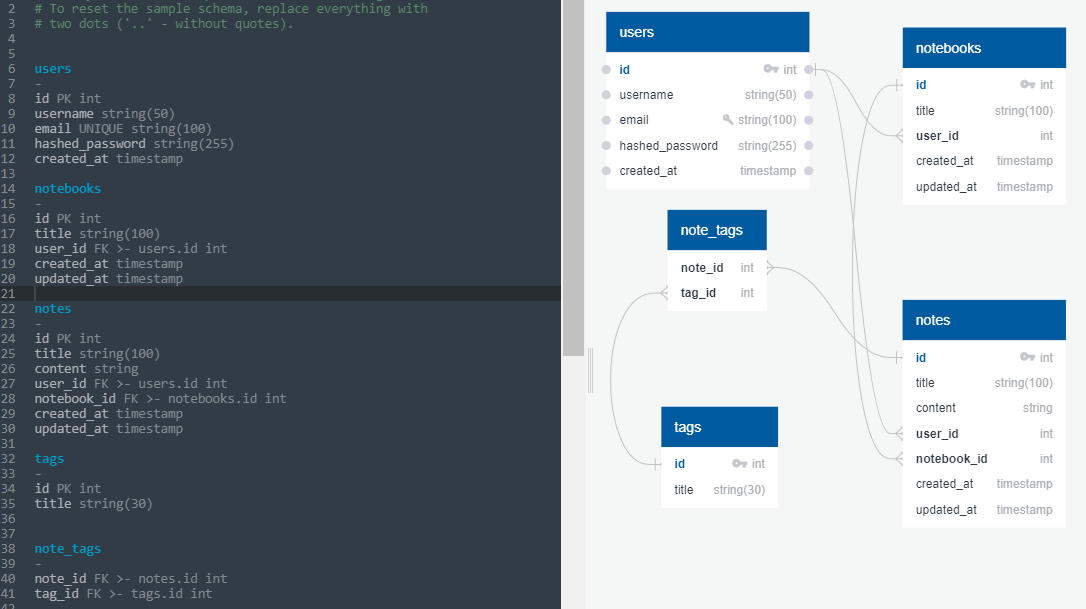 2 # To reset the sample schema, replace everything with
3 # two dots ('..' - without quotes).
4
5
6 users
7 -
8 id PK int
9 username string(50)
10 email UNIQUE string(100)
11 hashed_password string(255)
12 created_at timestamp
13
14 notebooks
15 -
16 id PK int
17 title string(100)
18 user_id FK >- users.id int
19 created_at timestamp
20 updated_at timestamp
21
22 notes
23 -
24 id PK int
25 title string(100)
26 content string
27 user_id FK >- users.id int
28 notebook_id FK >- notebooks.id int
29 created_at timestamp
30 updated_at timestamp
31
32 tags
33 -
34 id PK int
35 title string(30)
36
37
38 note_tags
39 -
40 note_id FK >- notes.id int
41 tag_id FK >- tags.id int
users
id int
username string(50)
email string(100)
hashed_password string(255)
created_at timestamp
notebooks
id int
title string(100)
user_id int
created_at timestamp
updated_at timestamp
note_tags
note_id int
tag_id int
notes
id int
title string(100)
content string
user_id int
notebook_id int
created_at timestamp
updated_at timestamp
tags
id int
title string(30)